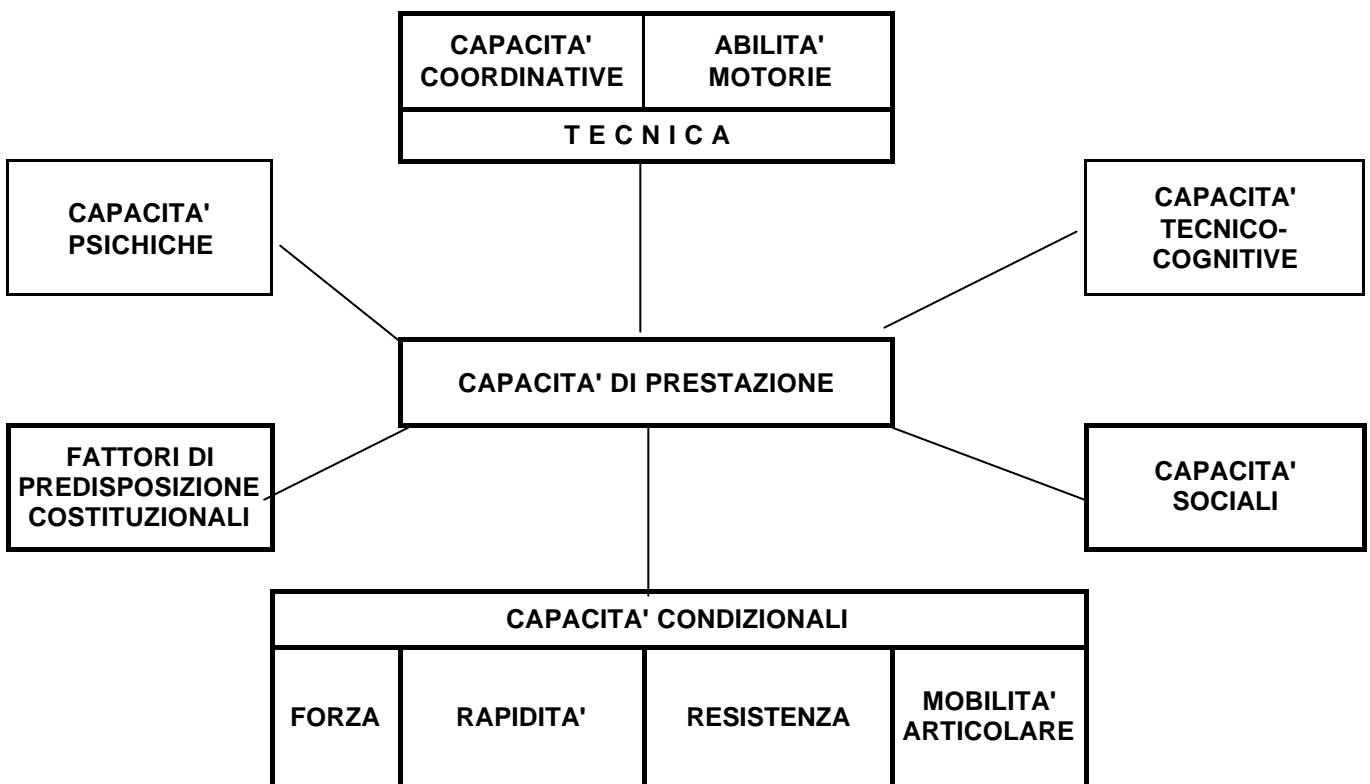 CAPACITA'
COORDINATIVE
ABILITA'
MOTORIE
T E C N I C A
CAPACITA'
PSICHICHE
CAPACITA'
TECNICO-
COGNITIVE
CAPACITA' DI PRESTAZIONE
FATTORI DI
PREDISPOSIZIONE
COSTITUZIONALI
CAPACITA'
SOCIALI
CAPACITA' CONDIZIONALI
FORZA
RAPIDITA'
RESISTENZA
MOBILITA'
ARTICOLARE